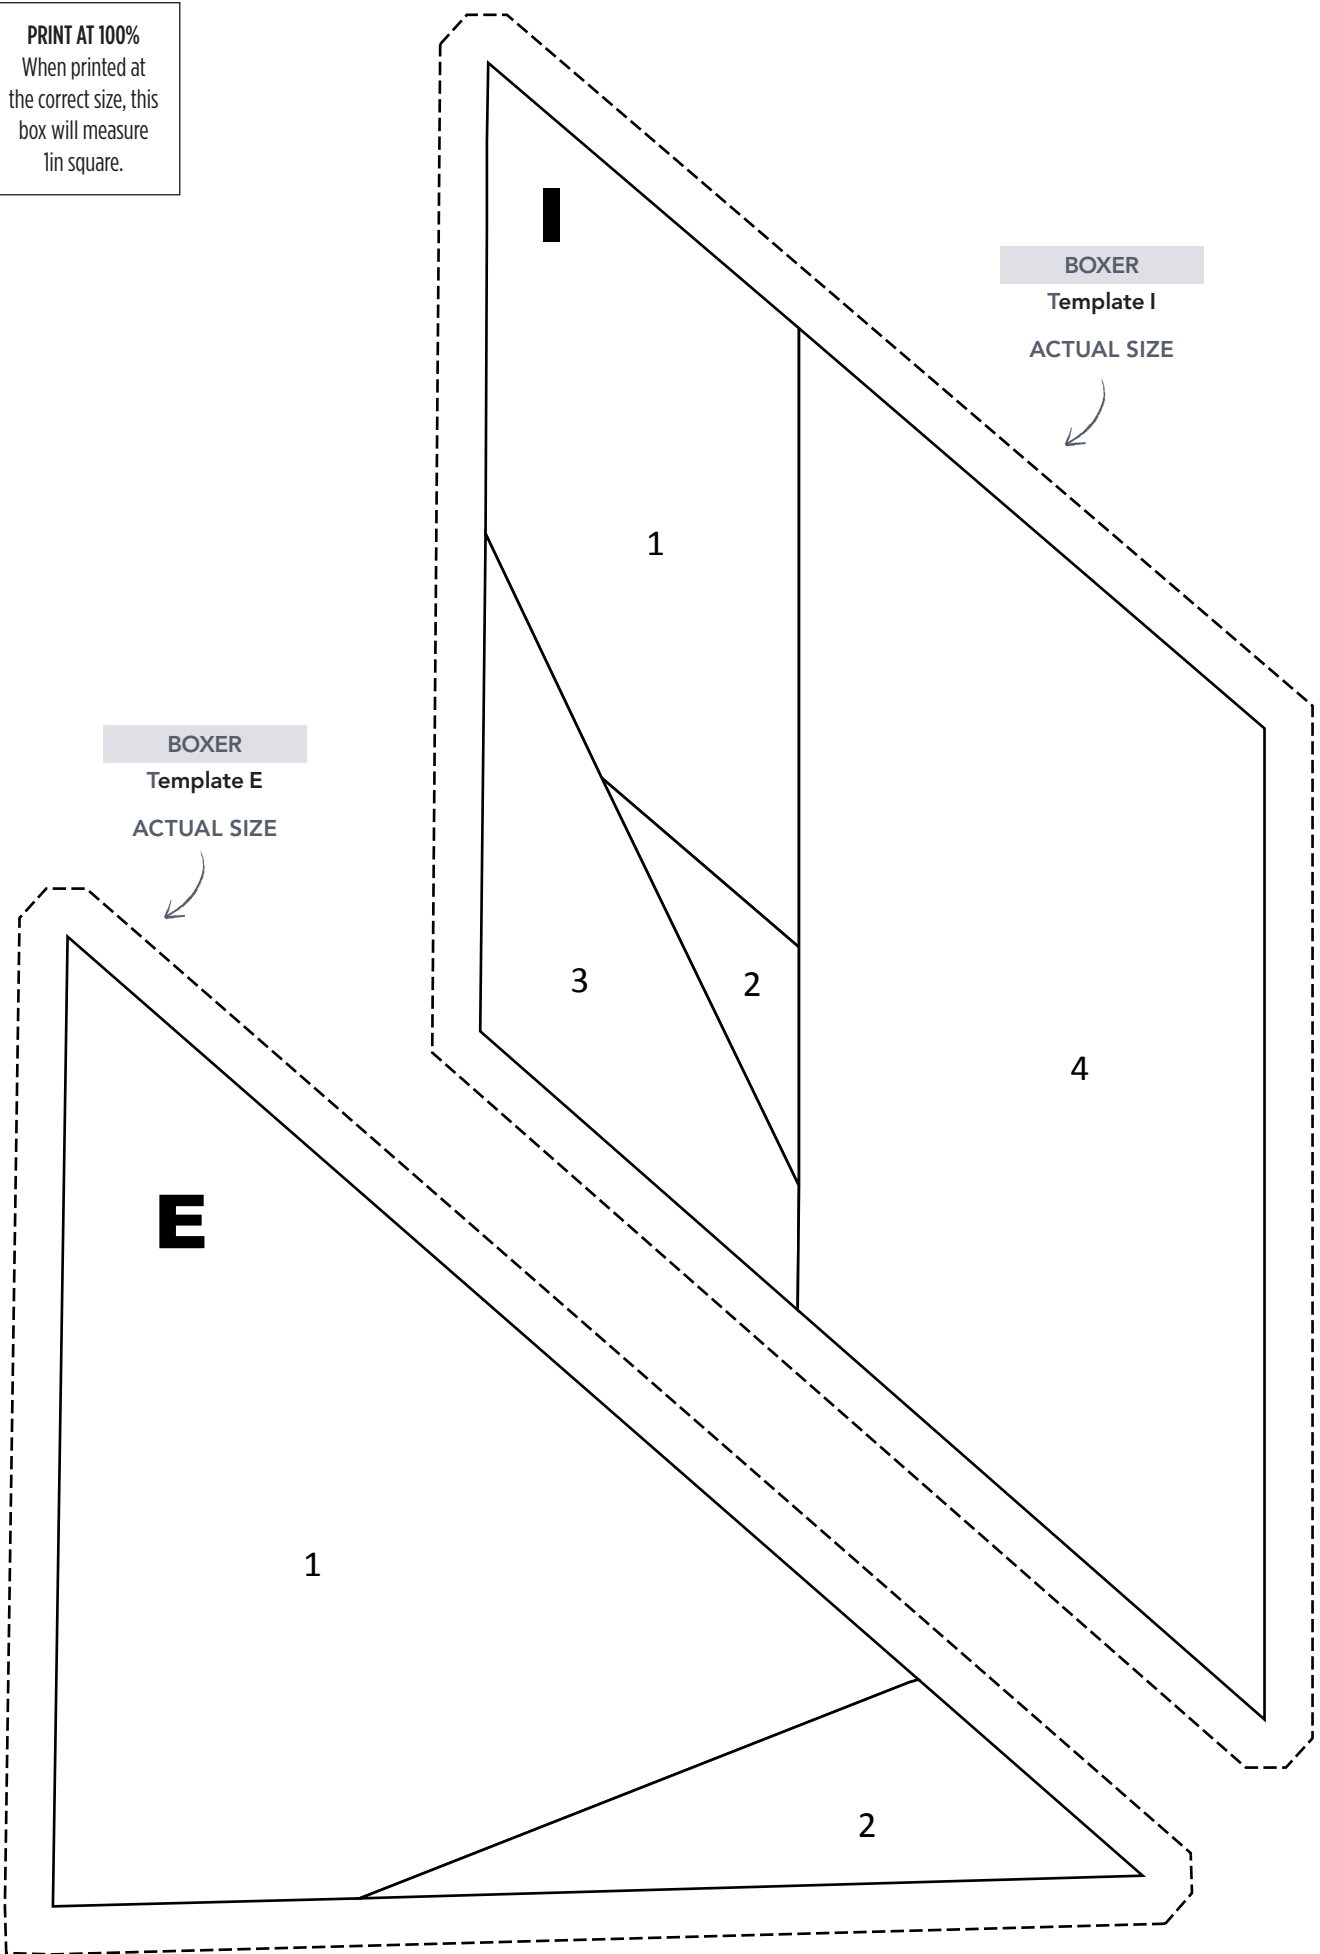 PRINT AT 100%
When printed at
the correct size, this
box will measure
1in square.
I
BOXER
Template I
ACTUAL SIZE
1
3
2
4
BOXER
Template E
ACTUAL SIZE
E
1
2